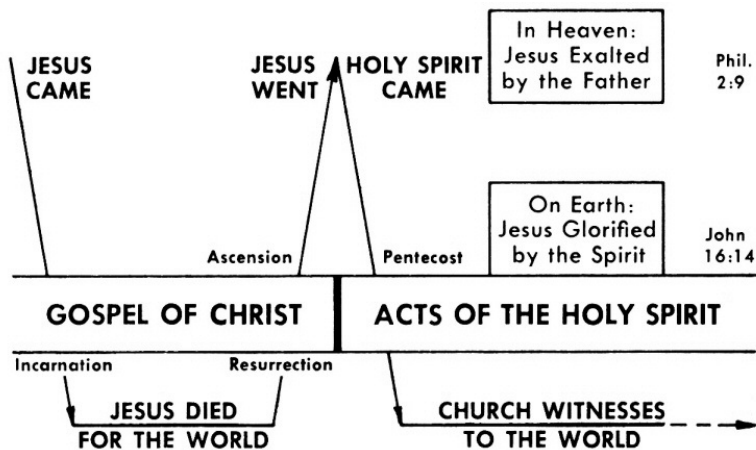 JESUS
CAME
JESUS
WENT
HOLY SPIRIT
CAME
In Heaven:
Jesus Exalted
by the Father
Phil.
2:9
On Earth:
Jesus Glorified
by the Spirit
John
16:14
Ascension
Pentecost
GOSPEL OF CHRIST
ACTS OF THE HOLY SPIRIT
Incarnation
Resurrection
JESUS DIED
FOR THE WORLD
CHURCH WITNESSES
TO THE WORLD